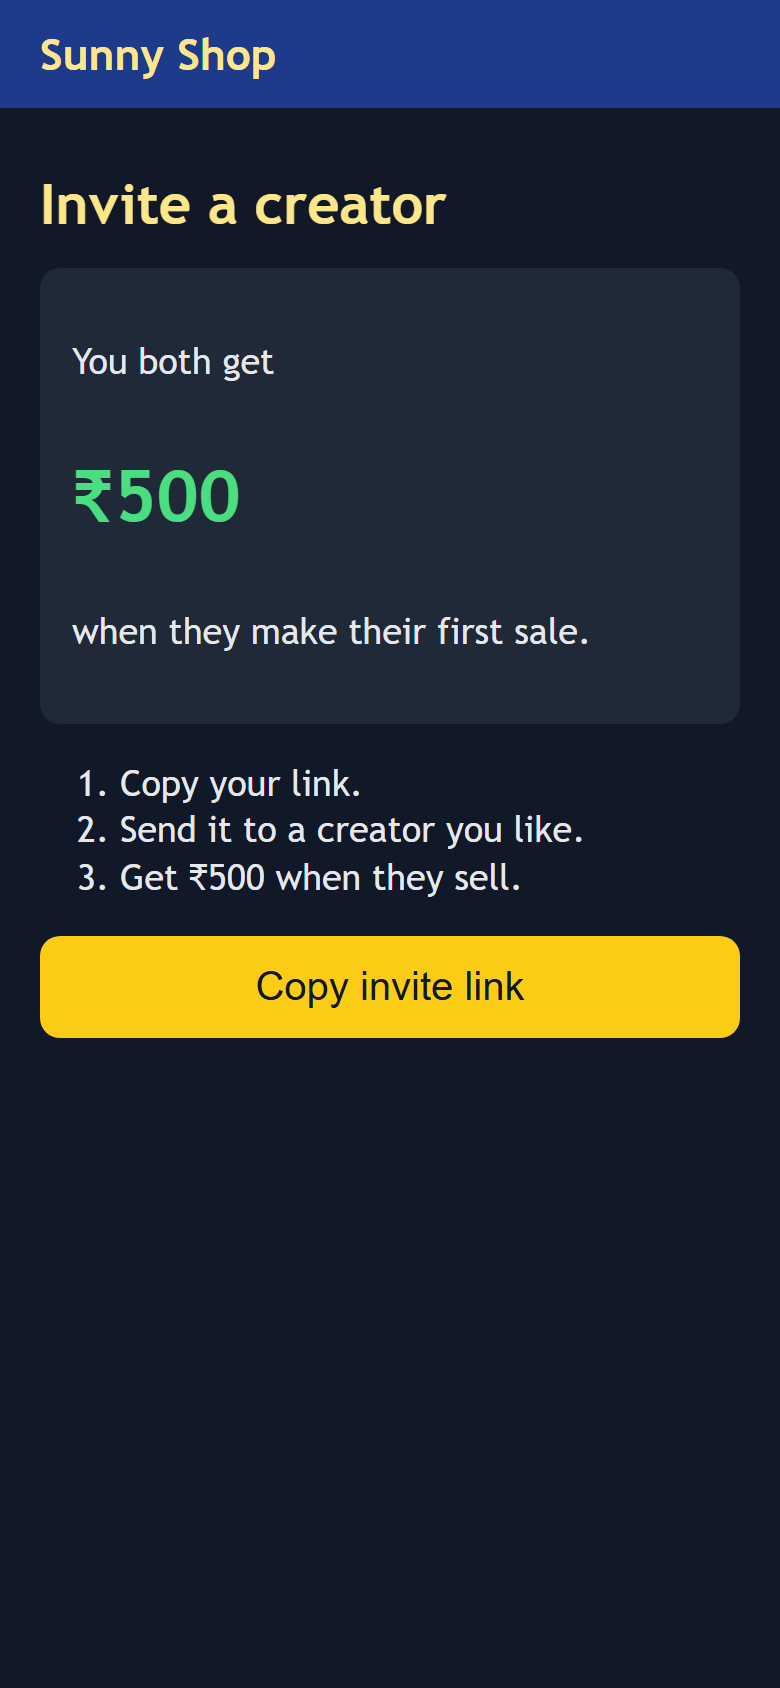 Sunny Shop
Invite a creator
You both get
₹500
when they make their first sale.
1. Copy your link.
2. Send it to a creator you like.
3. Get ₹500 when they sell.
Copy invite link